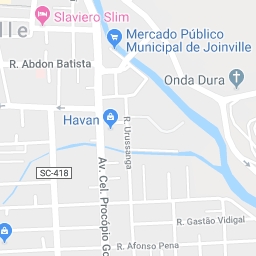 Slaviero Slim
lle
Mercado Público
Municipal de Joinville
R. Abdon Batista
Onda Dura
Havan
R. Urussanga
SC-418
Av. Cel. Procópio Go
R. Gastão Vidigal
R. Afonso Pena